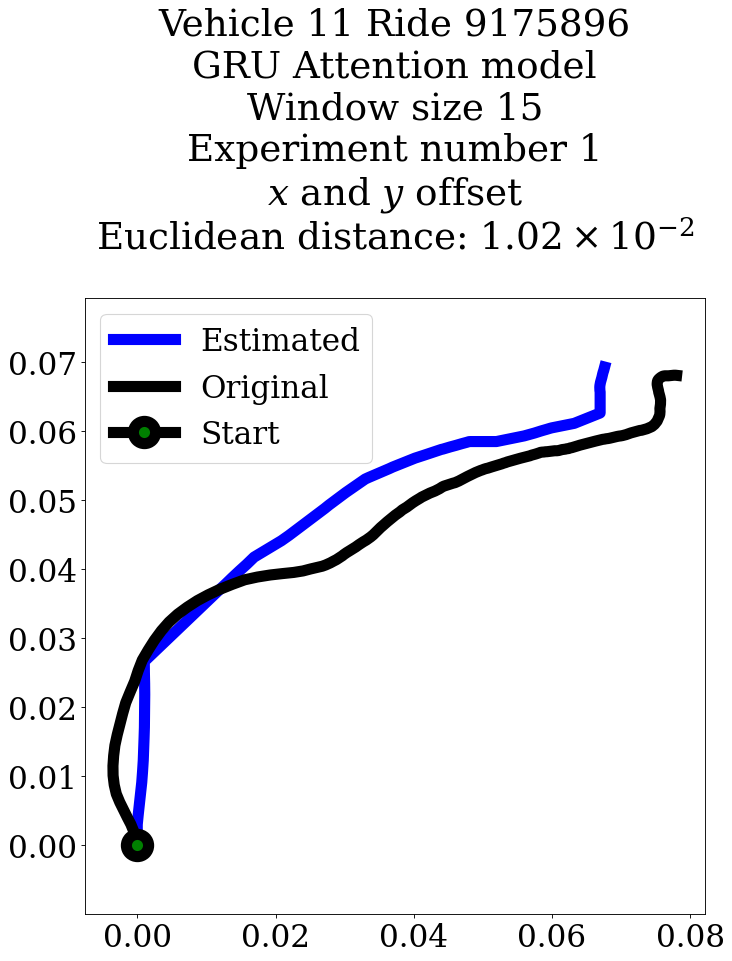 Vehicle 11 Ride 9175896
GRU Attention model
Window size 15
Experiment number 1
x and y offset
Euclidean distance: 1.02 × 10⁻²
Estimated
Original
Start
0.07
0.06
0.05
0.04
0.03
0.02
0.01
0.00
0.00 0.02 0.04 0.06 0.08